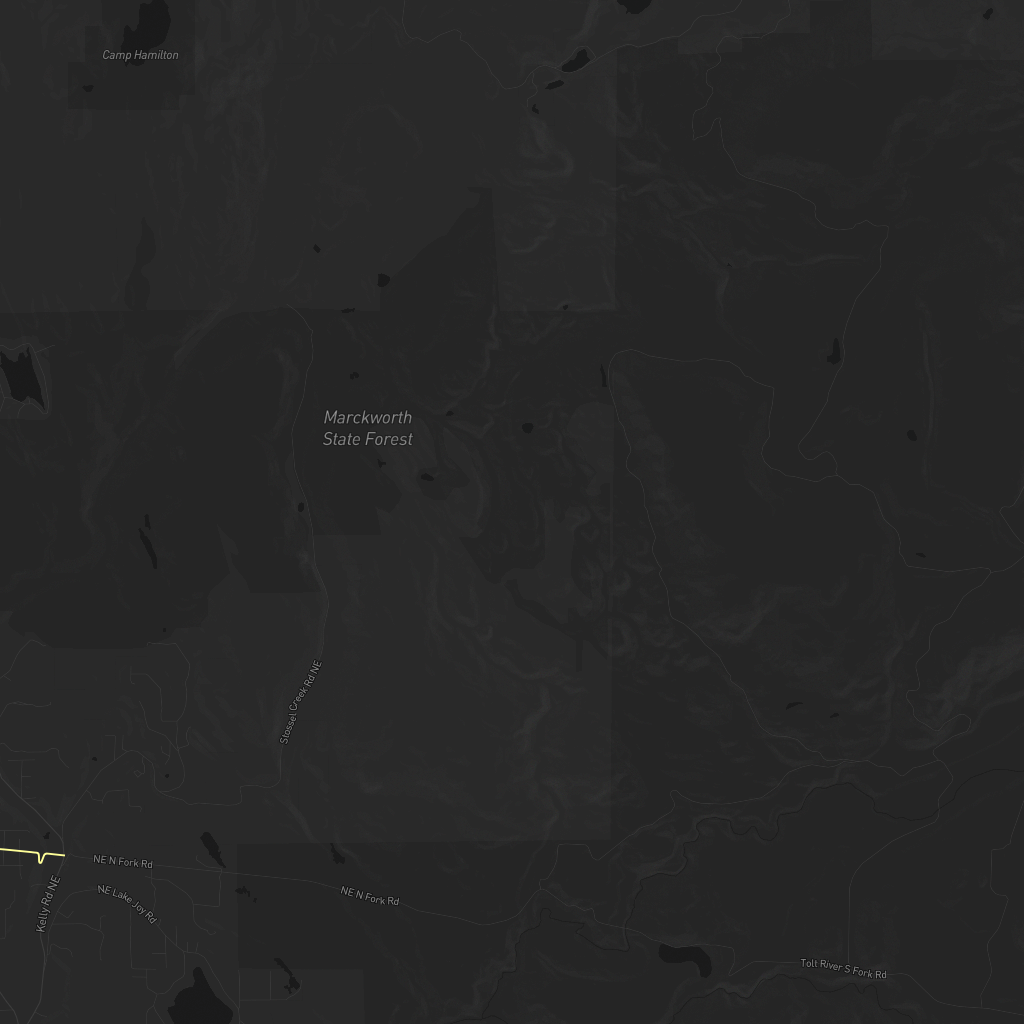 Camp Hamilton
Marckworth
State Forest
Stossel Creek Rd NE
NE N Fork Rd
NE Lake Joy Rd
Kelly Rd NE
NE N Fork Rd
Tolt River S Fork Rd